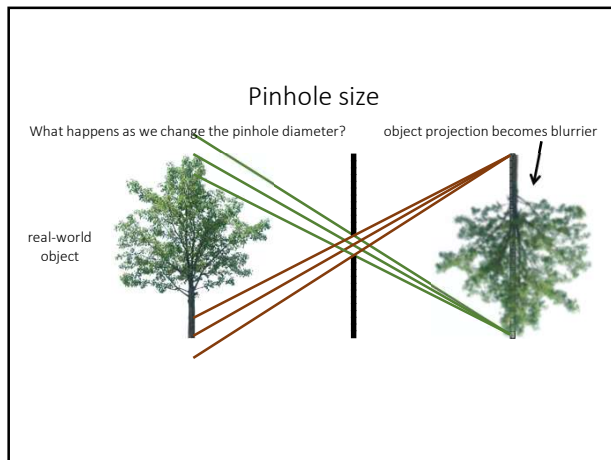 Pinhole size
What happens as we change the pinhole diameter?
object projection becomes blurrier
real-world
object